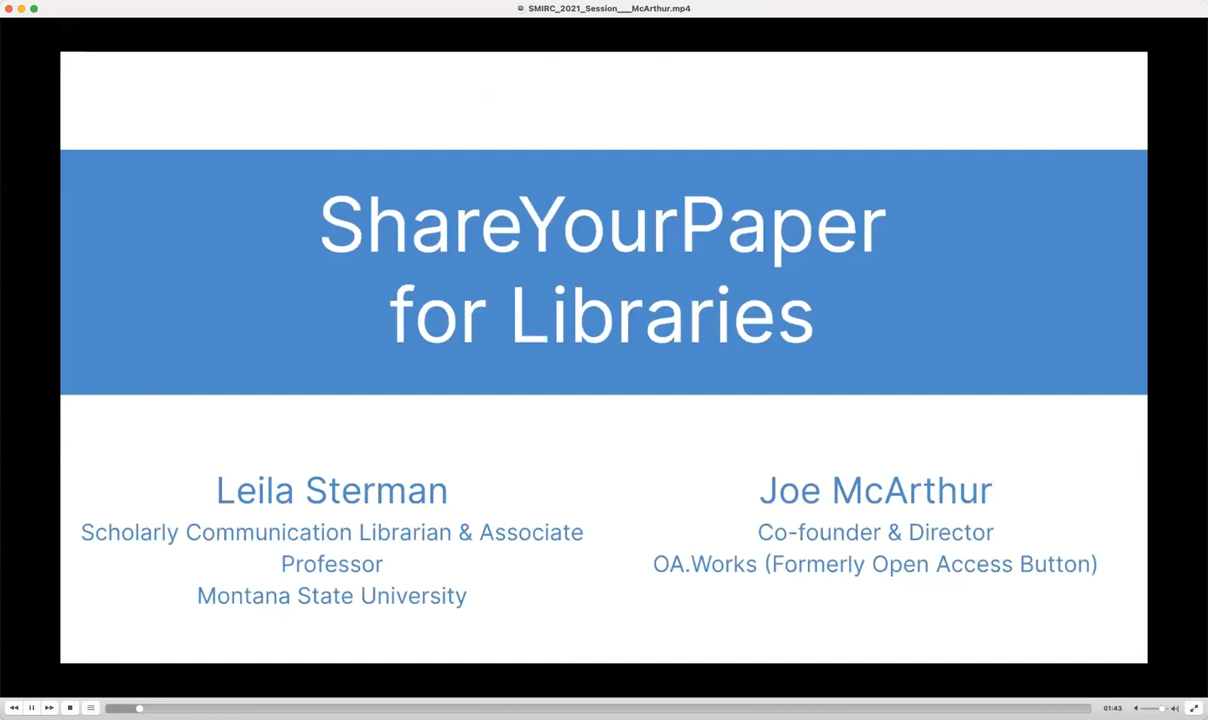 SMIRC_2021_Session___McArthur.mp4
ShareYourPaper
for Libraries
Leila Sterman
Scholarly Communication Librarian & Associate
Professor
Montana State University
Joe McArthur
Co-founder & Director
OA.Works (Formerly Open Access Button)
01:43